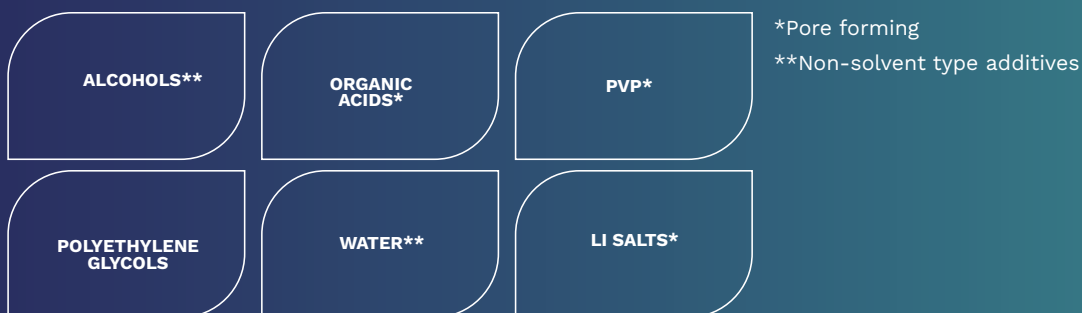 ALCOHOLS**
ORGANIC
ACIDS*
PVP*
*Pore forming
**Non-solvent type additives
POLYETHYLENE
GLYCOLS
WATER**
LI SALTS*